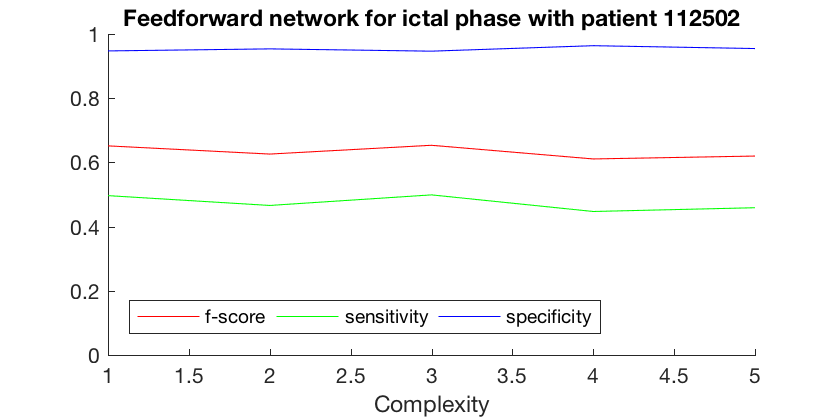 Feedforward network for ictal phase with patient 112502
1
0.8
0.6
0.4
0.2
0
f-score sensitivity specificity
1 1.5 2 2.5 3 3.5 4 4.5 5
Complexity